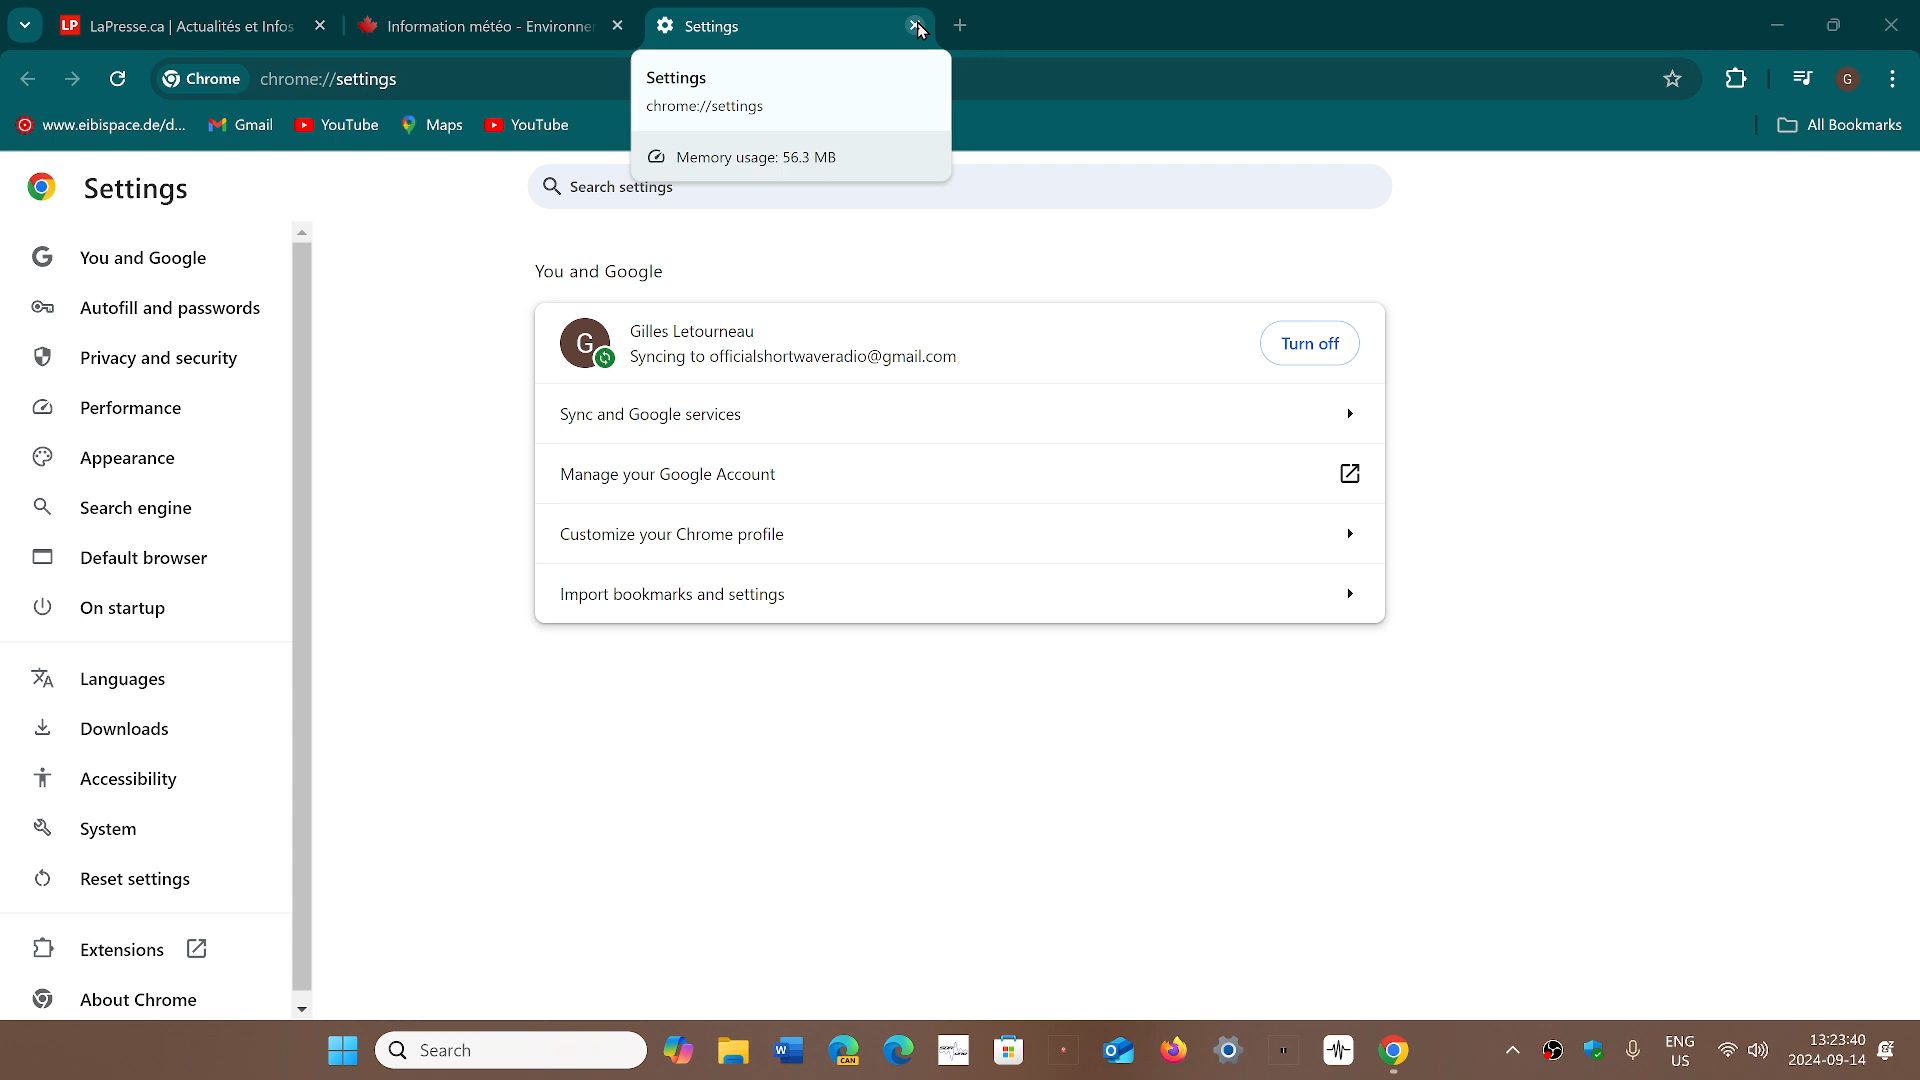 LP LaPresse.ca | Actualités et Infos
Information météo - Environnem
Settings
Chrome chrome://settings
G
Settings
chrome://settings
Memory usage: 56.3 MB
www.eibispace.de/d...
Gmail
YouTube
Maps
YouTube
All Bookmarks
Settings
Search settings
You and Google
Autofill and passwords
Privacy and security
Performance
Appearance
Search engine
Default browser
On startup
Languages
Downloads
Accessibility
System
Reset settings
Extensions
About Chrome
You and Google
G
Gilles Letourneau
Syncing to officialshortwaveradio@gmail.com
Turn off
Sync and Google services
Manage your Google Account
Customize your Chrome profile
Import bookmarks and settings
Search
W
CAN
ENG
US
13:23:40
2024-09-14